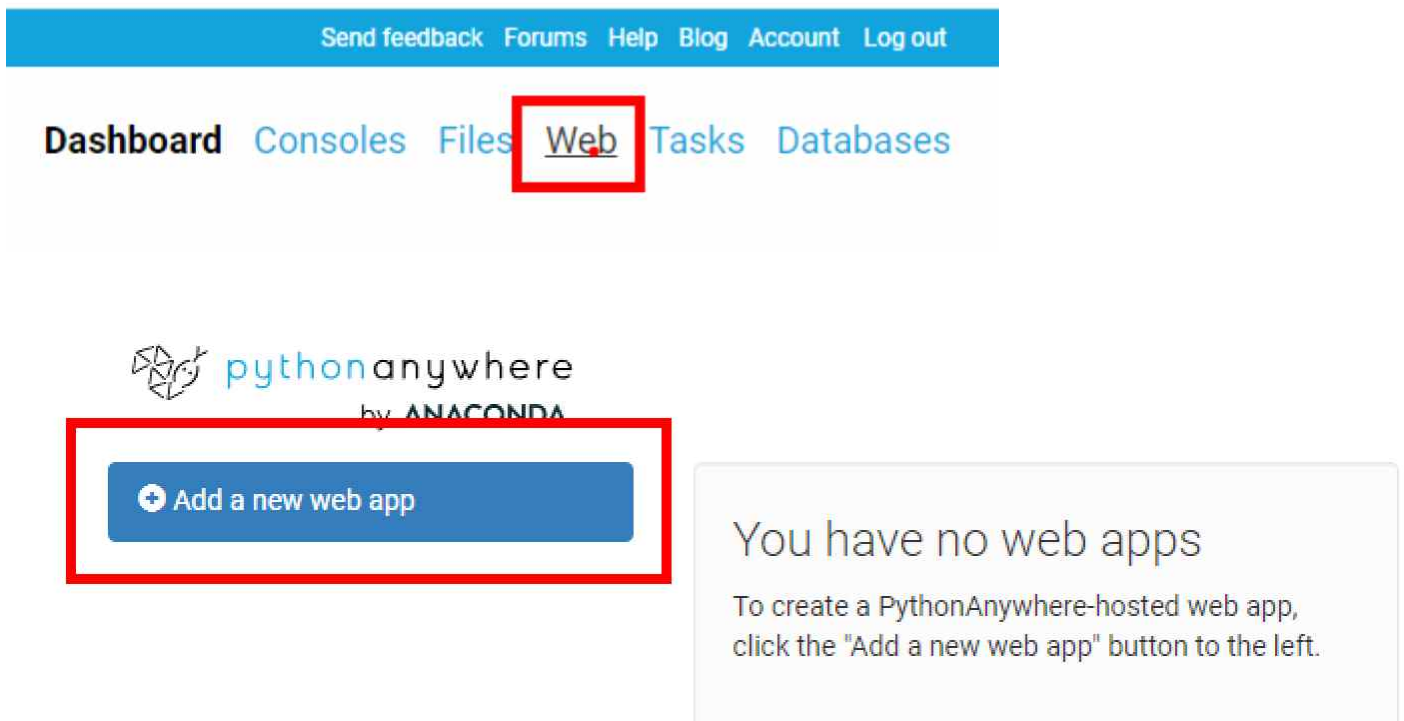 Send feedback Forums Help Blog Account Log out
Dashboard Consoles Files Web Tasks Databases
pythonanywhere
by ANACONDA
Add a new web app
You have no web apps
To create a PythonAnywhere-hosted web app,
click the "Add a new web app" button to the left.